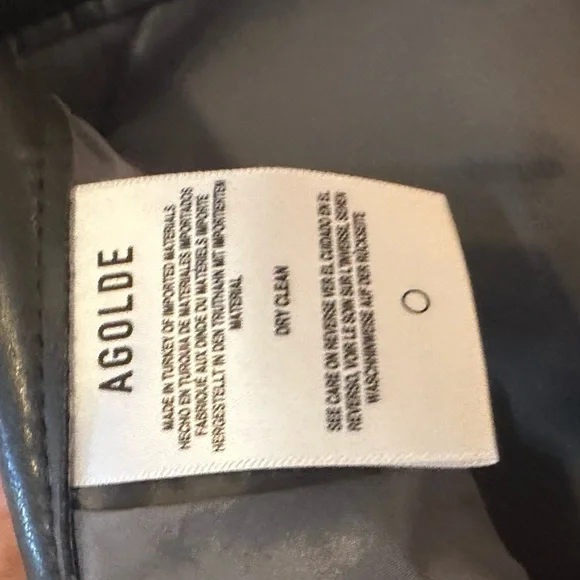 AGOLDE
MADE IN TURKEY OF IMPORTED MATERIALS
HECHO EN TURQUIA DE MATERIALES IMPORTADOS
FABRIQUÉ AUX ONDE DU MATERIELS IMPORTÉ
HERGESTELLT IN DEN TRUTHAHN MIT IMPORTIERTEN
MATERIAL
DRY CLEAN
SEE CARE ON REVERSE VER EL CUIDADO EN EL
REVERSO, VOIR LE SOIN SUR L'INVERSE, SEHEN
WASCHHINWEISE AUF DER RÜCKSEITE